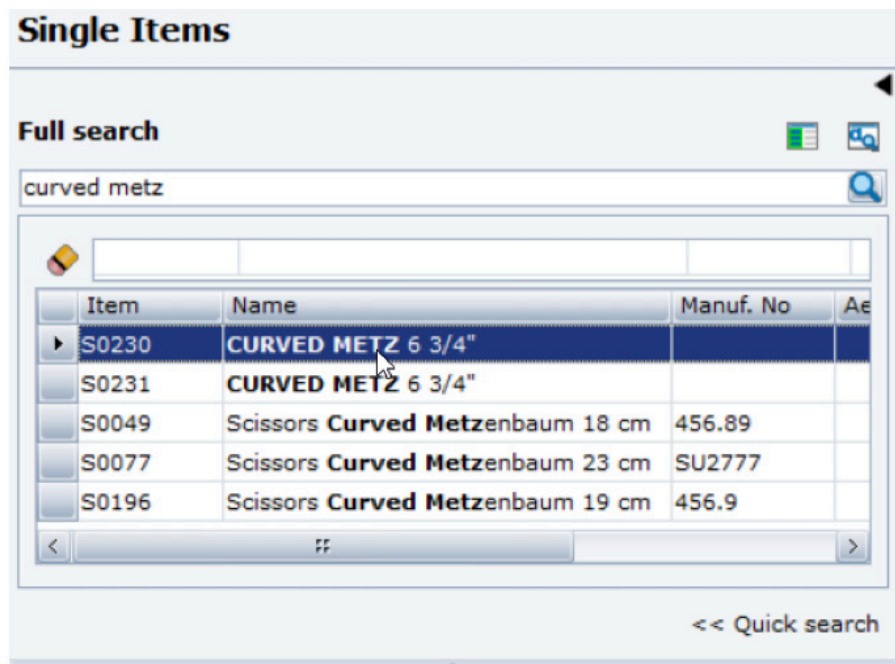 Single Items
Full search
curved metz
Item Name Manuf. No Ae
S0230 CURVED METZ 6 3/4"
S0231 CURVED METZ 6 3/4"
S0049 Scissors Curved Metzenbaum 18 cm 456.89
S0077 Scissors Curved Metzenbaum 23 cm SU2777
S0196 Scissors Curved Metzenbaum 19 cm 456.9
<< Quick search